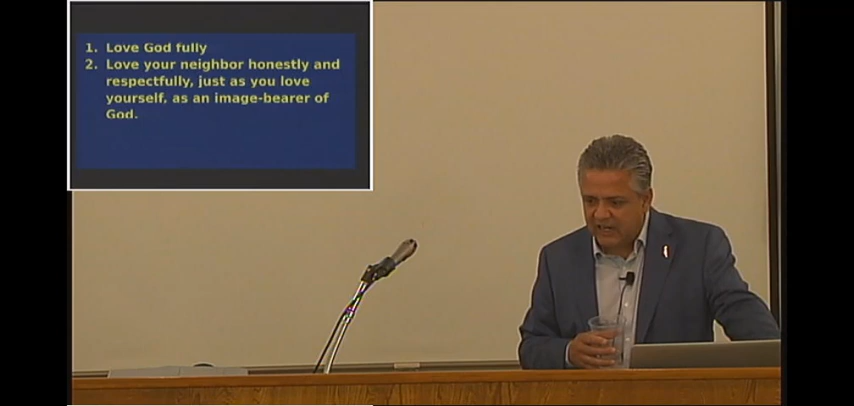 1. Love God fully
2. Love your neighbor honestly and
respectfully, just as you love
yourself, as an image-bearer of
God.